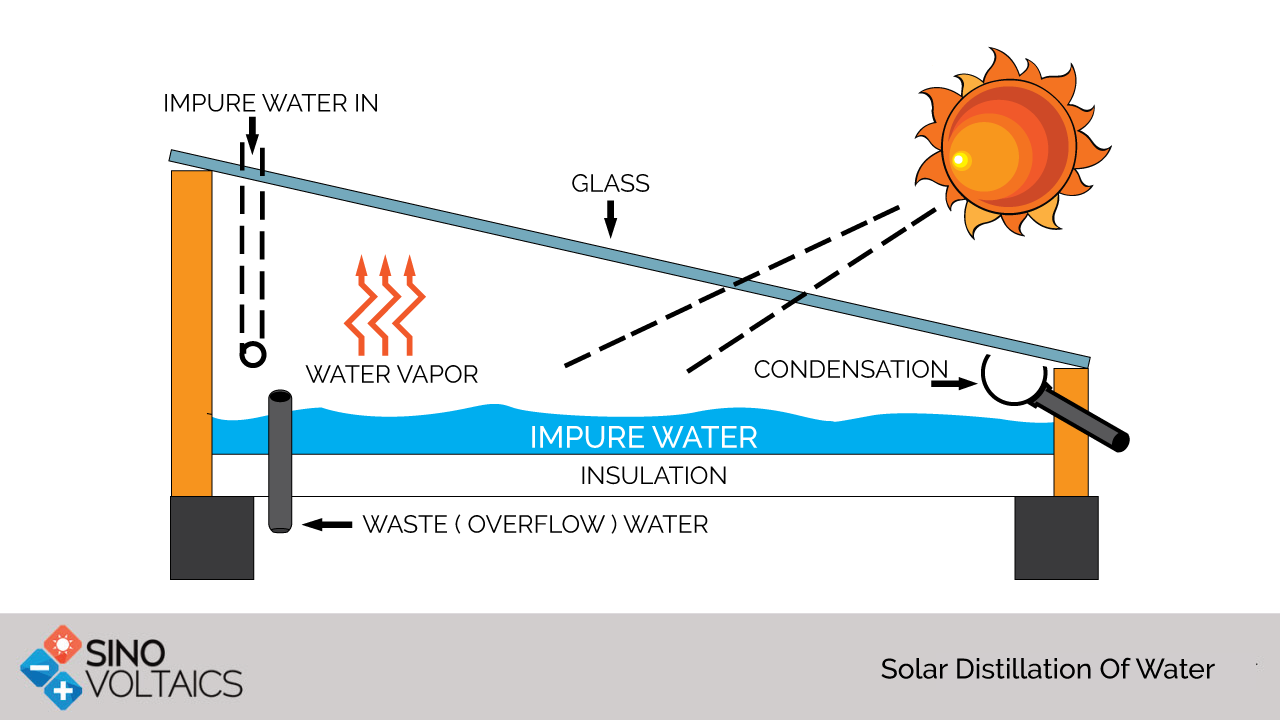 IMPURE WATER IN
GLASS
WATER VAPOR
CONDENSATION
IMPURE WATER
INSULATION
WASTE ( OVERFLOW ) WATER
SINO
VOLTAICS
Solar Distillation Of Water